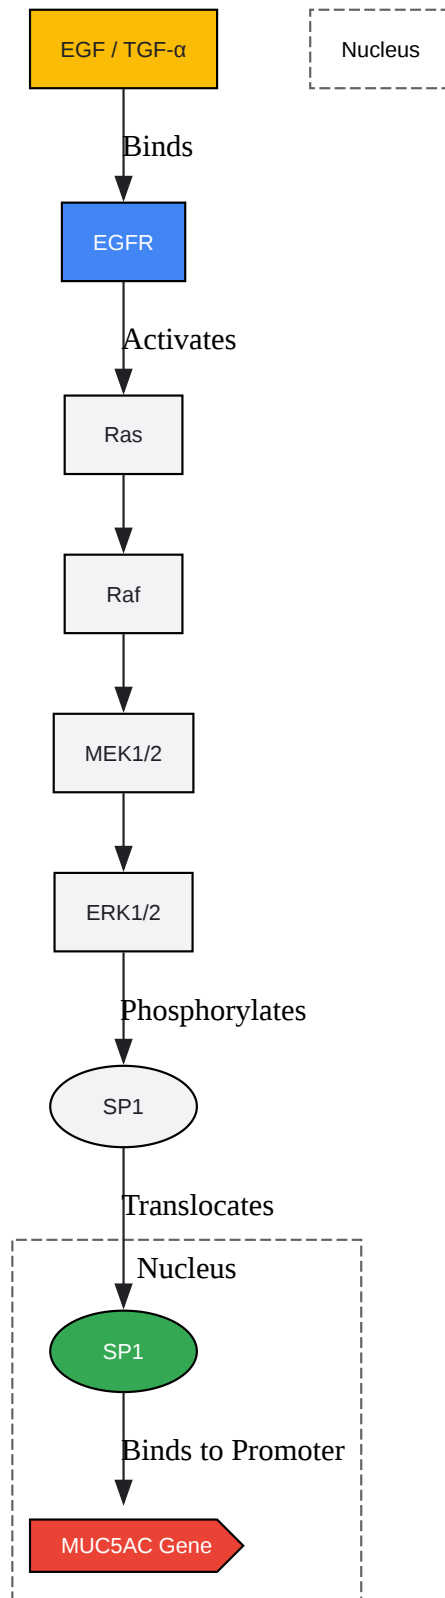 EGF / TGF-α
Nucleus
Binds
EGFR
Activates
Ras
Raf
MEK1/2
ERK1/2
Phosphorylates
SP1
Translocates
Nucleus
SP1
Binds to Promoter
MUC5AC Gene